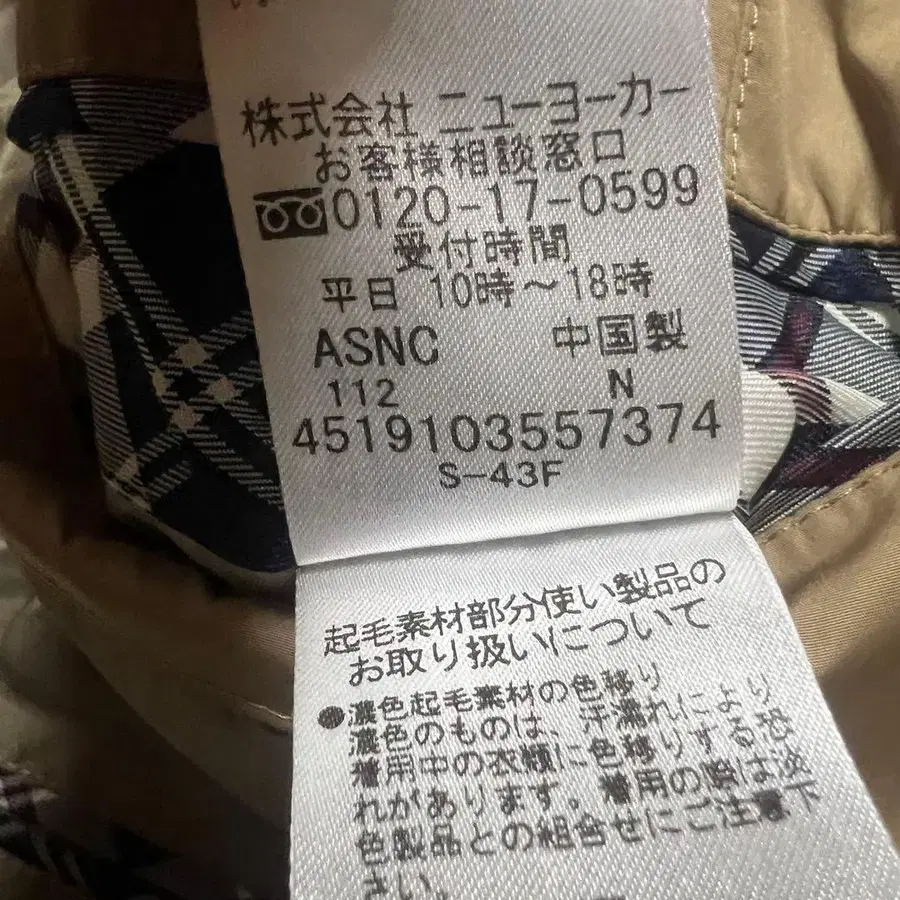 株式会社 ニューヨーカー
お客様相談窓口
0120-17-0599
受付時間
平日 10時～18時
ASNC 中国製
112 N
4519103557374
S-43F
起毛素材部分使い製品の
お取り扱いについて
●濃色起毛素材の色移り
濃色のものは、汗濡れにより
着用中の衣類に色移りする恐
れがあります。着用の際は淡
色製品との組合せにご注意下
さい。